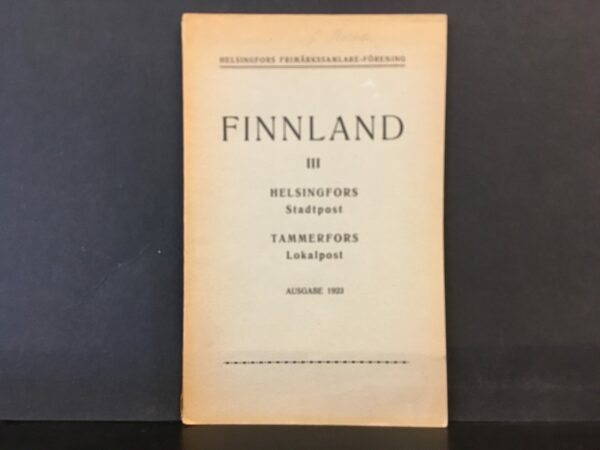 HELSINGFORS FRIMÄRKSSAMLARE-FÖRENING
FINNLAND
III
HELSINGFORS
Stadtpost
TAMMERFORS
Lokalpost
AUSGABE 1923